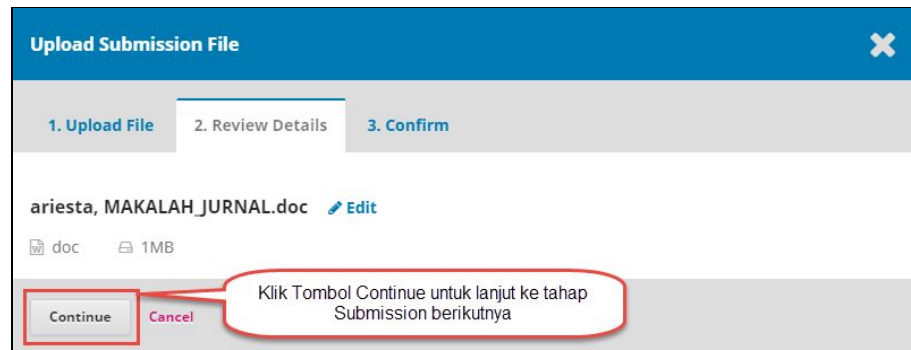 Upload Submission File
1. Upload File 2. Review Details 3. Confirm
ariesta, MAKALAH_JURNAL.doc Edit
doc 1MB
Klik Tombol Continue untuk lanjut ke tahap
Submission berikutnya
Continue Cancel